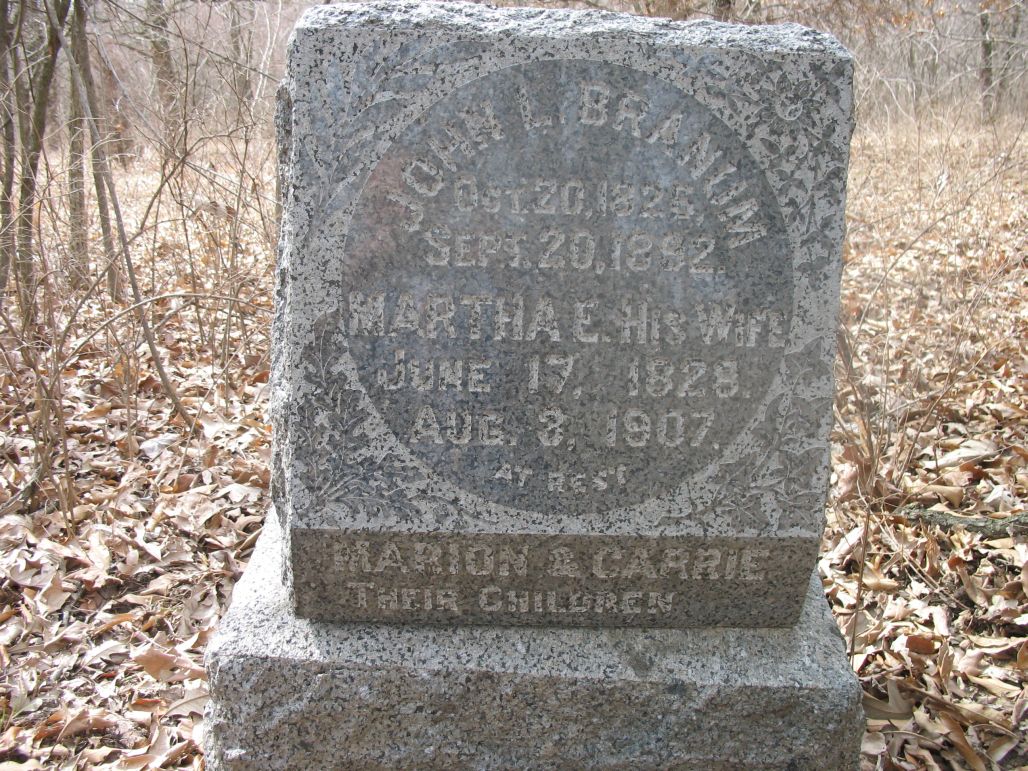 JOHN L. BRANUM
OCT. 20, 1825.
SEPT. 20, 1892.
MARTHA E. HIS WIFE
JUNE 17, 1828.
AUG. 3, 1907.
AT REST
MARION & CARRIE
THEIR CHILDREN